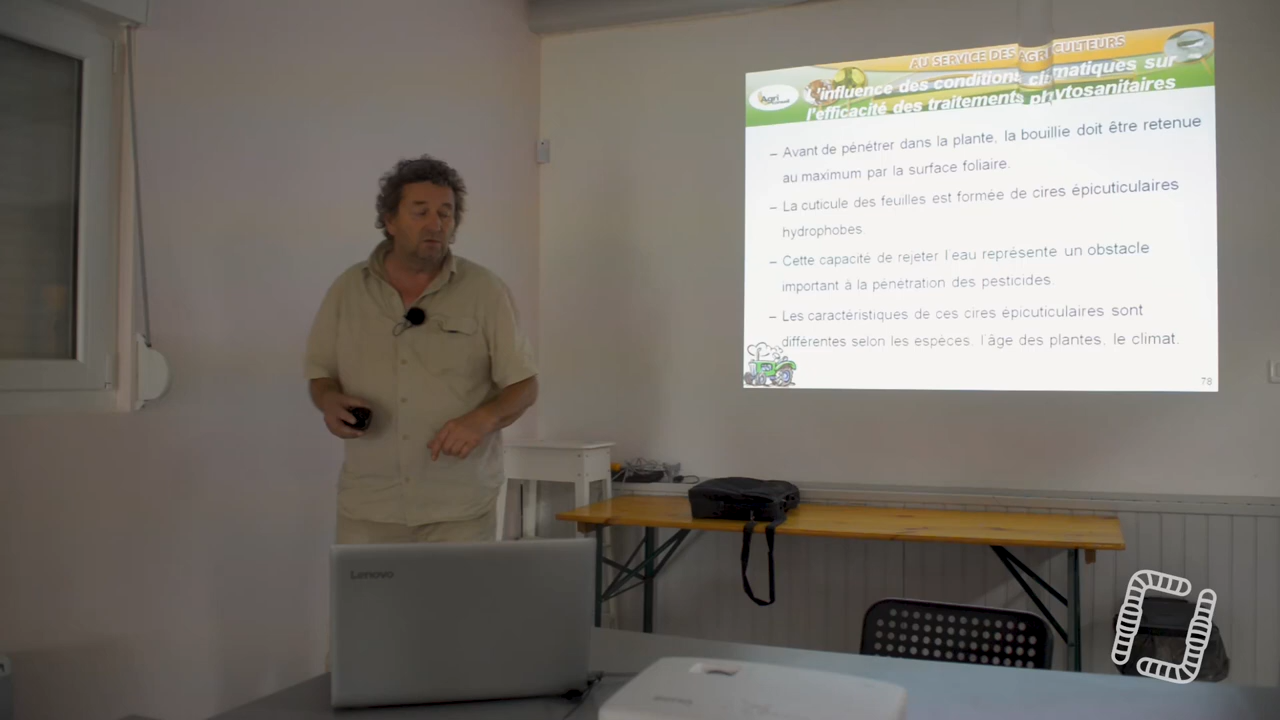 AU SERVICE DES AGRICULTEURS
Agri
L'influence des conditions climatiques sur
l'efficacité des traitements phytosanitaires
– Avant de pénétrer dans la plante, la bouillie doit être retenue
au maximum par la surface foliaire.
– La cuticule des feuilles est formée de cires épicuticulaires
hydrophobes.
– Cette capacité de rejeter l'eau représente un obstacle
important à la pénétration des pesticides.
– Les caractéristiques de ces cires épicuticulaires sont
différentes selon les espèces, l'âge des plantes, le climat.
78
Lenovo